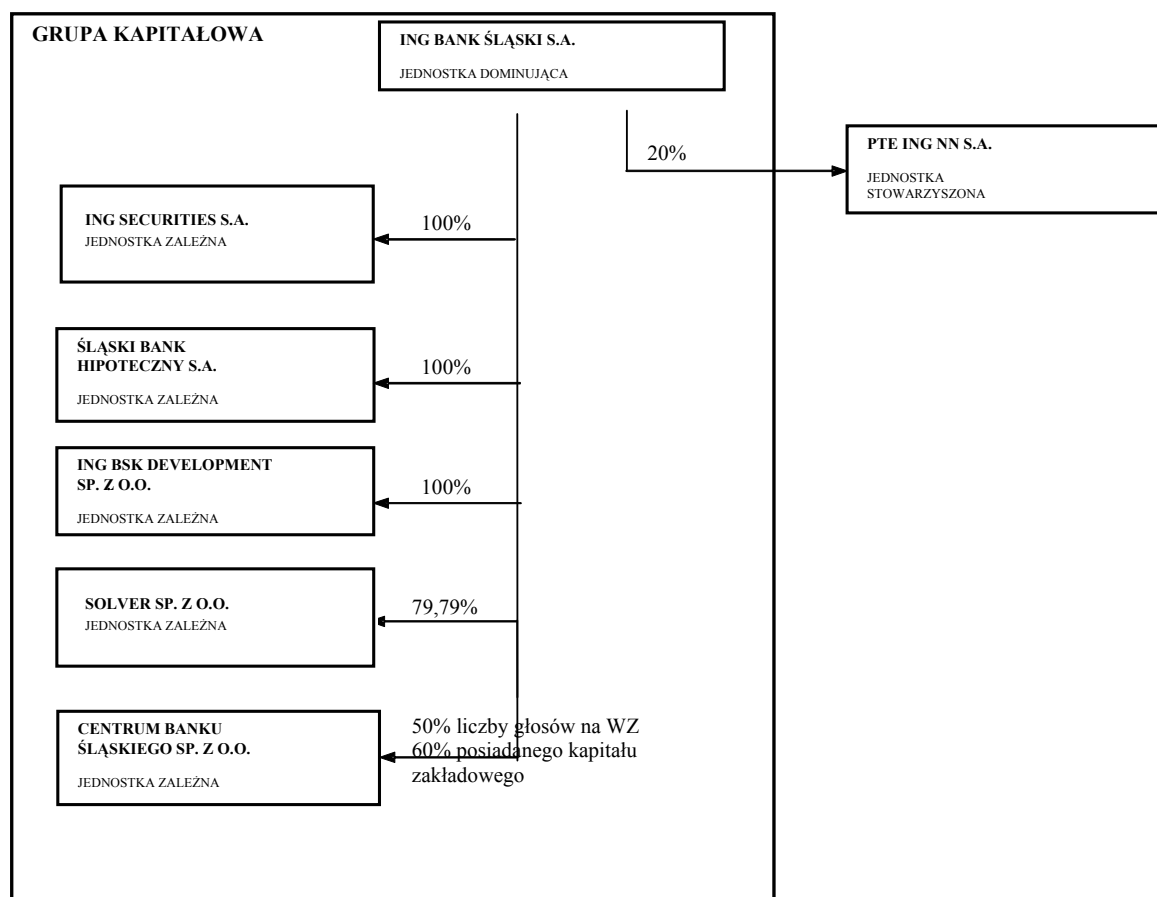 GRUPA KAPITAŁOWA
ING BANK ŚLĄSKI S.A.
JEDNOSTKA DOMINUJĄCA
20%
PTE ING NN S.A.
JEDNOSTKA
STOWARZYSZONA
ING SECURITIES S.A.
JEDNOSTKA ZALEŻNA
100%
ŚLĄSKI BANK
HIPOTECZNY S.A.
JEDNOSTKA ZALEŻNA
100%
ING BSK DEVELOPMENT
SP. Z O.O.
JEDNOSTKA ZALEŻNA
100%
SOLVER SP. Z O.O.
JEDNOSTKA ZALEŻNA
79,79%
CENTRUM BANKU
ŚLĄSKIEGO SP. Z O.O.
JEDNOSTKA ZALEŻNA
50% liczby głosów na WZ
60% posiadanego kapitału
zakładowego